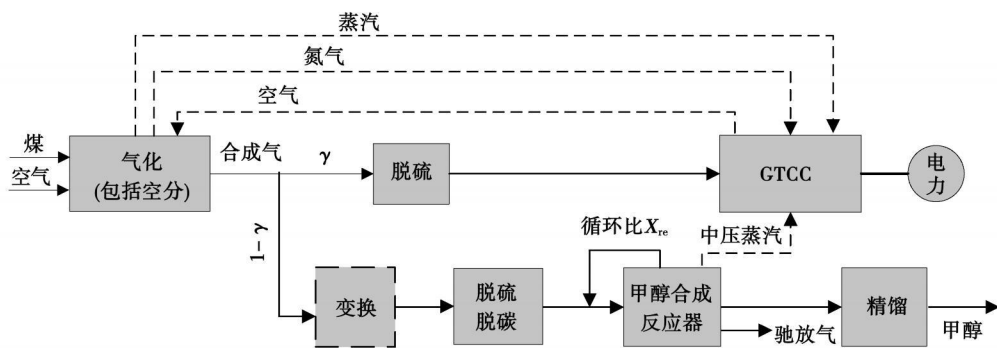 蒸汽
氮气
空气
煤
空气
气化
(包括空分)
合成气
γ
脱硫
GTCC
电
力
1-γ
循环比Xre
中压蒸汽
变换
脱硫
脱碳
甲醇合成
反应器
精馏
驰放气
甲醇